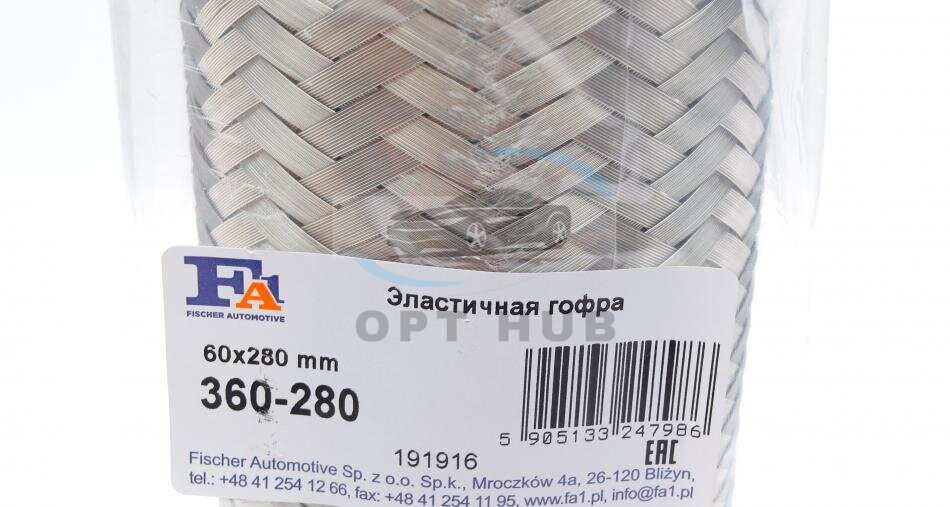 FA1
FISCHER AUTOMOTIVE
Эластичная гофра
OPT HUB
60x280 mm
360-280
5 905133 247986
EAC
191916
Fischer Automotive Sp. z o.o. Sp.k., Mroczków 4a, 26-120 Bliżyn,
tel.: +48 41 254 12 66, fax: +48 41 254 11 95, www.fa1.pl, info@fa1.pl